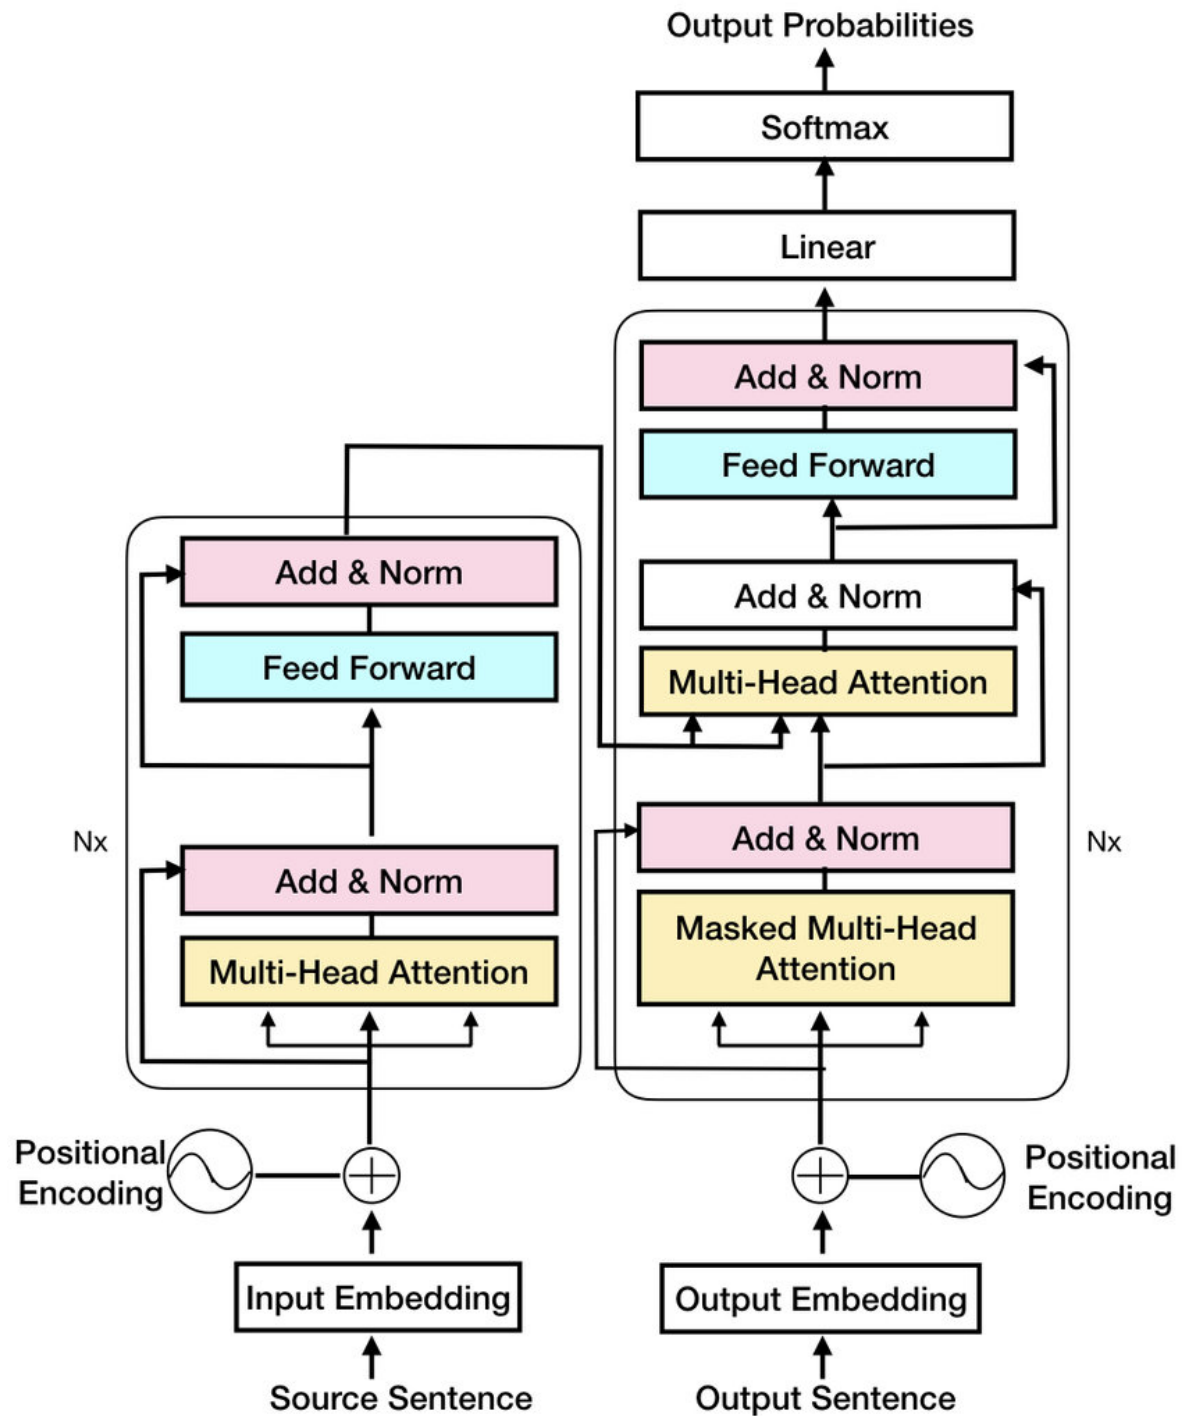 Output Probabilities
Softmax
Linear
Add & Norm
Feed Forward
Add & Norm
Multi-Head Attention
Add & Norm
Masked Multi-Head
Attention
Nx
Add & Norm
Feed Forward
Add & Norm
Multi-Head Attention
Nx
Positional
Encoding
Positional
Encoding
Input Embedding
Output Embedding
Source Sentence
Output Sentence